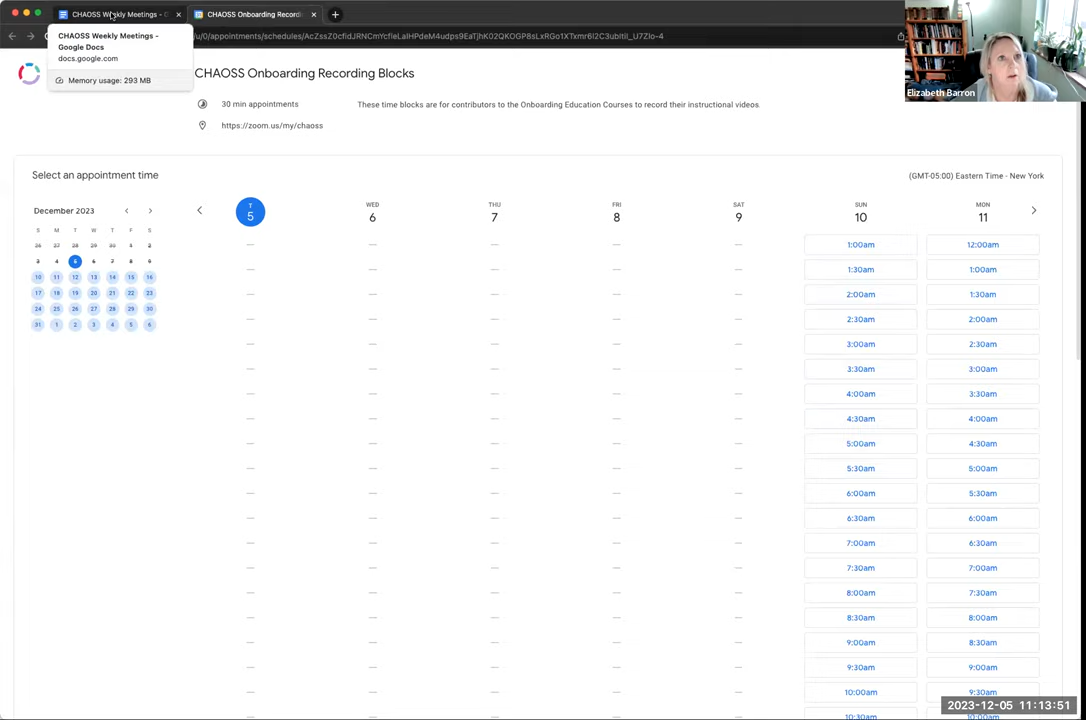 CHAOSS Weekly Meetings - G
CHAOSS Onboarding Recordi
CHAOSS Weekly Meetings -
Google Docs
docs.google.com
Memory usage: 293 MB
Elizabeth Barron
CHAOSS Onboarding Recording Blocks
30 min appointments
These time blocks are for contributors to the Onboarding Education Courses to record their instructional videos.
https://zoom.us/my/chaoss
Select an appointment time
(GMT-05:00) Eastern Time - New York
December 2023
S M T W T F S
26 27 28 29 30 1 2
3 4 5 6 7 8 9
10 11 12 13 14 15 16
17 18 19 20 21 22 23
24 25 26 27 28 29 30
31 1 2 3 4 5 6
T WED THU FRI SAT SUN MON
5 6 7 8 9 10 11
1:00am 12:00am
1:30am 1:00am
2:00am 1:30am
2:30am 2:00am
3:00am 2:30am
3:30am 3:00am
4:00am 3:30am
4:30am 4:00am
5:00am 4:30am
5:30am 5:00am
6:00am 5:30am
6:30am 6:00am
7:00am 6:30am
7:30am 7:00am
8:00am 7:30am
8:30am 8:00am
9:00am 8:30am
9:30am 9:00am
10:00am 9:30am
10:30am 10:00am
2023-12-05 11:13:51